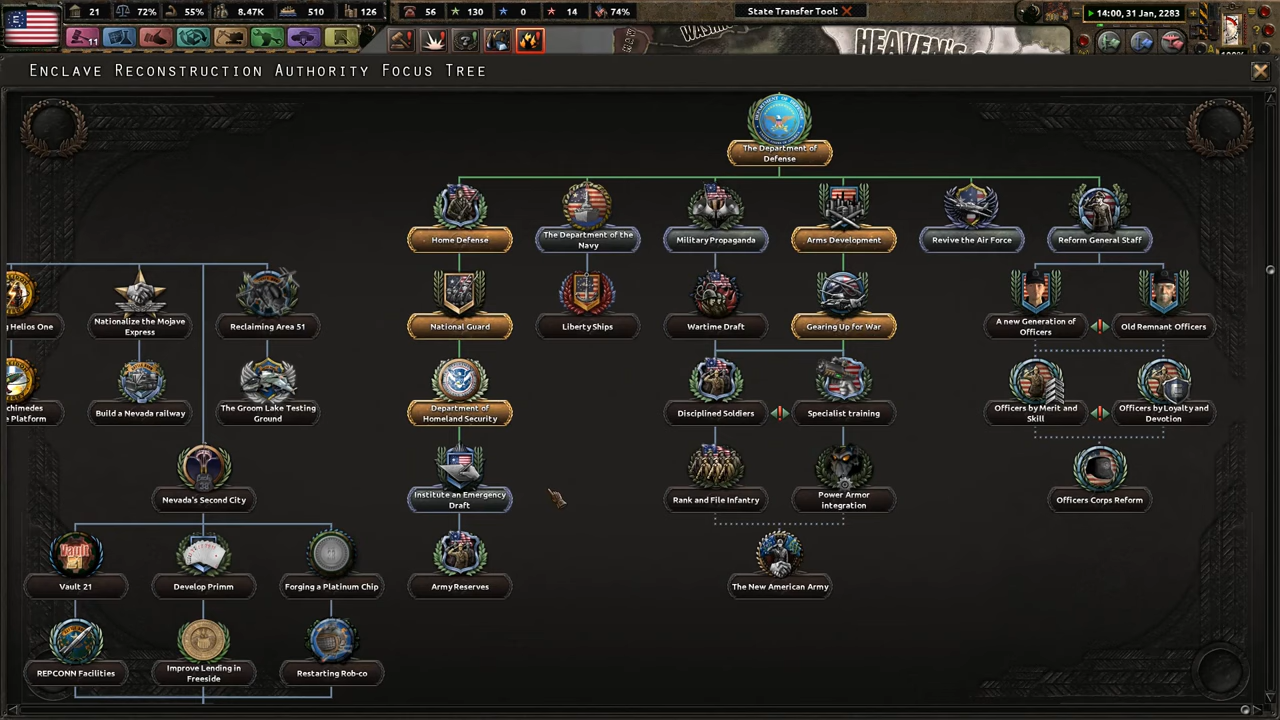 21 72% 55% 8.47K 510 126 56 130 0 14 74% State Transfer Tool: 14:00, 31 Jan, 2283
11
HEAVEN'S
ENCLAVE RECONSTRUCTION AUTHORITY FOCUS TREE
The Department of
Defense
Home Defense
The Department of the
Navy
Military Propaganda
Arms Development
Revive the Air Force
Reform General Staff
g Helios One
Nationalize the Mojave
Express
Reclaiming Area 51
National Guard
Liberty Ships
Wartime Draft
Gearing Up for War
A new Generation of
Officers
Old Remnant Officers
chimedes
e Platform
Build a Nevada railway
The Groom Lake Testing
Ground
Department of
Homeland Security
Disciplined Soldiers
Specialist training
Officers by Merit and
Skill
Officers by Loyalty and
Devotion
Nevada's Second City
Institute an Emergency
Draft
Rank and File Infantry
Power Armor
integration
Officers Corps Reform
Vault 21
Develop Primm
Forging a Platinum Chip
Army Reserves
The New American Army
REPCONN Facilities
Improve Lending in
Freeside
Restarting Rob-co